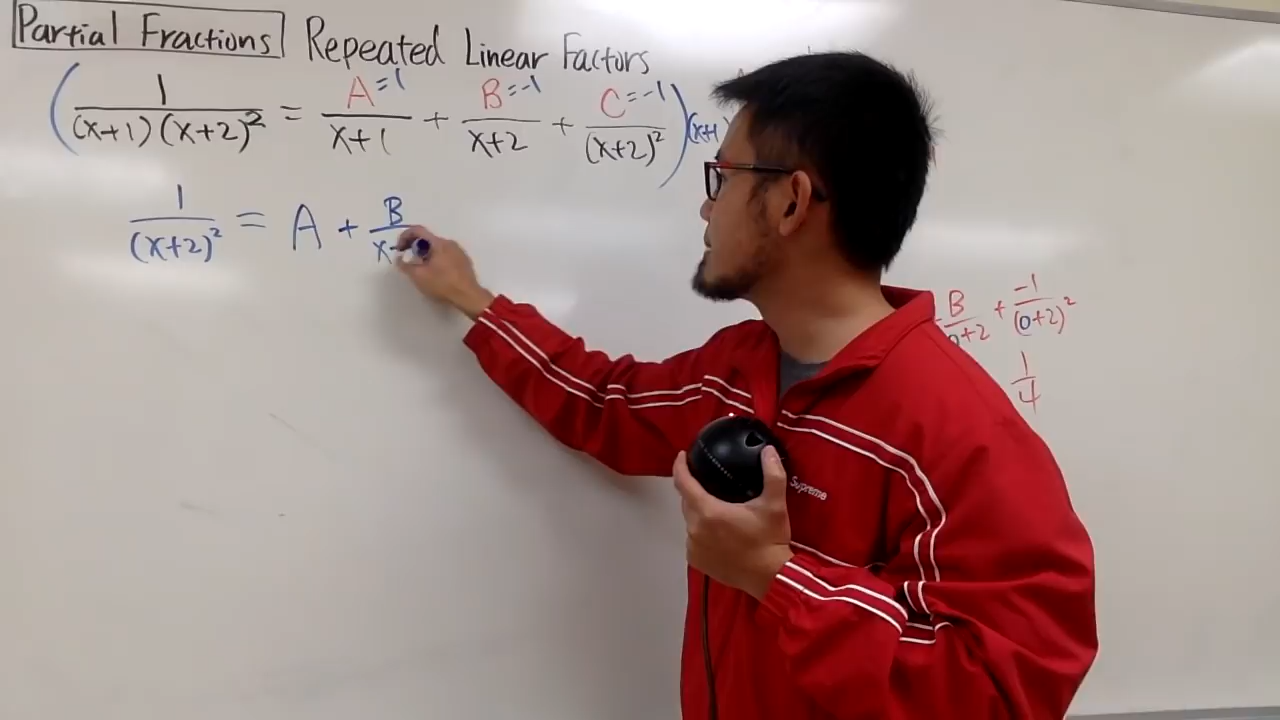 Partial Fractions Repeated Linear Factors
( 1/((x+1)(x+2)²) = A=1/(x+1) + B=-1/(x+2) + C=-1/(x+2)² ) (x+1
1/(x+2)² = A + B/x
B/0+2 + -1/(0+2)²
1/4
Supreme